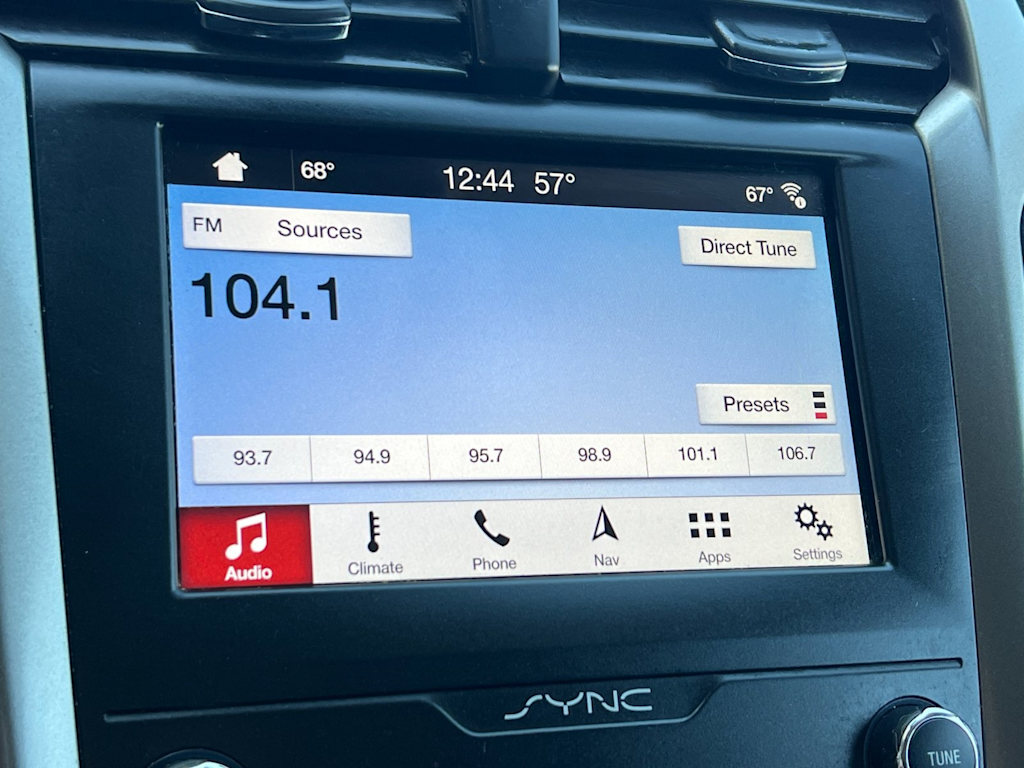 68° 12:44 57° 67°
FM Sources
Direct Tune
104.1
Presets
93.7 94.9 95.7 98.9 101.1 106.7
Audio Climate Phone Nav Apps Settings
SYNC
TUNE